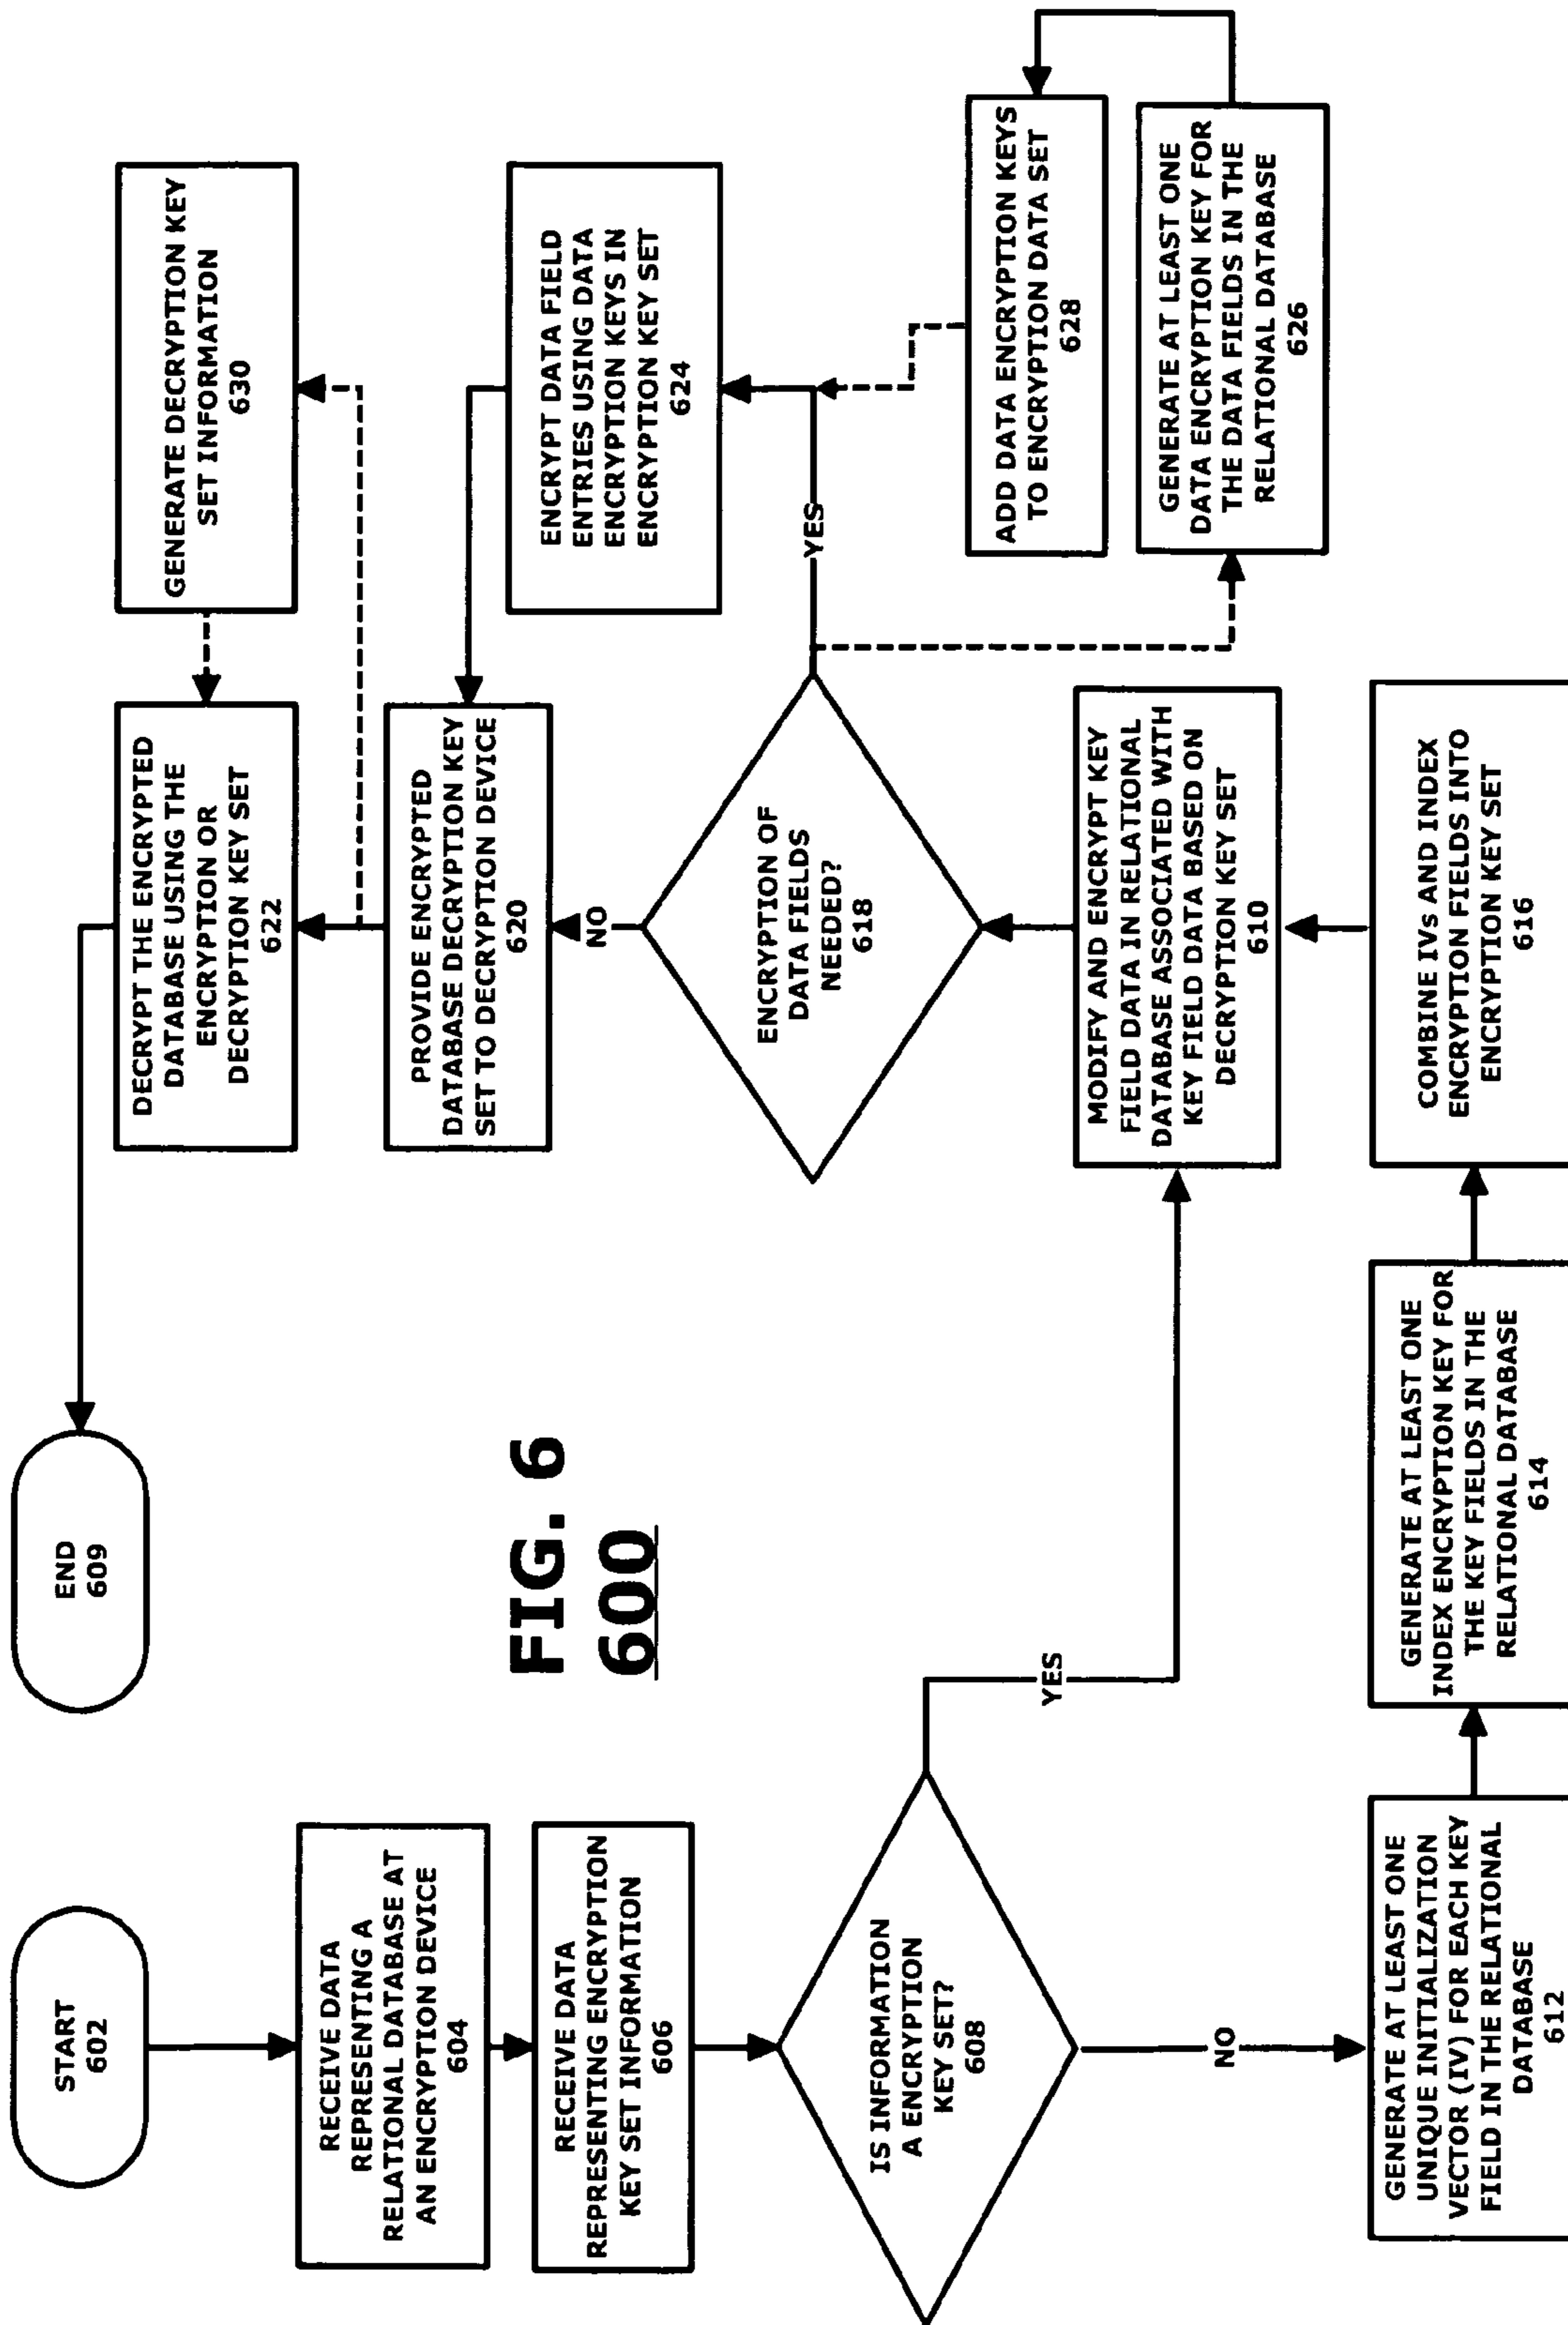 START
602
RECEIVE DATA
REPRESENTING A
RELATIONAL DATABASE AT
AN ENCRYPTION DEVICE
604
RECEIVE DATA
REPRESENTING ENCRYPTION
KEY SET INFORMATION
606
IS INFORMATION
A ENCRYPTION
KEY SET?
608
YES
NO
GENERATE AT LEAST ONE
UNIQUE INITIALIZATION
VECTOR (IV) FOR EACH KEY
FIELD IN THE RELATIONAL
DATABASE
612
GENERATE AT LEAST ONE
INDEX ENCRYPTION KEY FOR
THE KEY FIELDS IN THE
RELATIONAL DATABASE
614
COMBINE IVs AND INDEX
ENCRYPTION FIELDS INTO
ENCRYPTION KEY SET
616
MODIFY AND ENCRYPT KEY
FIELD DATA IN RELATIONAL
DATABASE ASSOCIATED WITH
KEY FIELD DATA BASED ON
DECRYPTION KEY SET
610
ENCRYPTION OF
DATA FIELDS
NEEDED?
618
NO
YES
PROVIDE ENCRYPTED
DATABASE DECRYPTION KEY
SET TO DECRYPTION DEVICE
620
DECRYPT THE ENCRYPTED
DATABASE USING THE
ENCRYPTION OR
DECRYPTION KEY SET
622
GENERATE DECRYPTION KEY
SET INFORMATION
630
ENCRYPT DATA FIELD
ENTRIES USING DATA
ENCRYPTION KEYS IN
ENCRYPTION KEY SET
624
ADD DATA ENCRYPTION KEYS
TO ENCRYPTION DATA SET
628
GENERATE AT LEAST ONE
DATA ENCRYPTION KEY FOR
THE DATA FIELDS IN THE
RELATIONAL DATABASE
626
END
609
FIG. 6
600